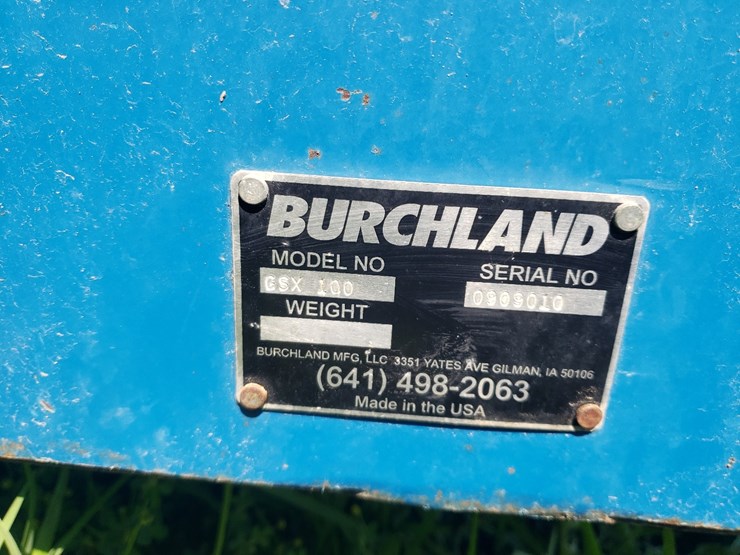 BURCHLAND
MODEL NO
SERIAL NO
GSX 100
0909010
WEIGHT
BURCHLAND MFG, LLC 3351 YATES AVE GILMAN, IA 50106
(641) 498-2063
Made in the USA